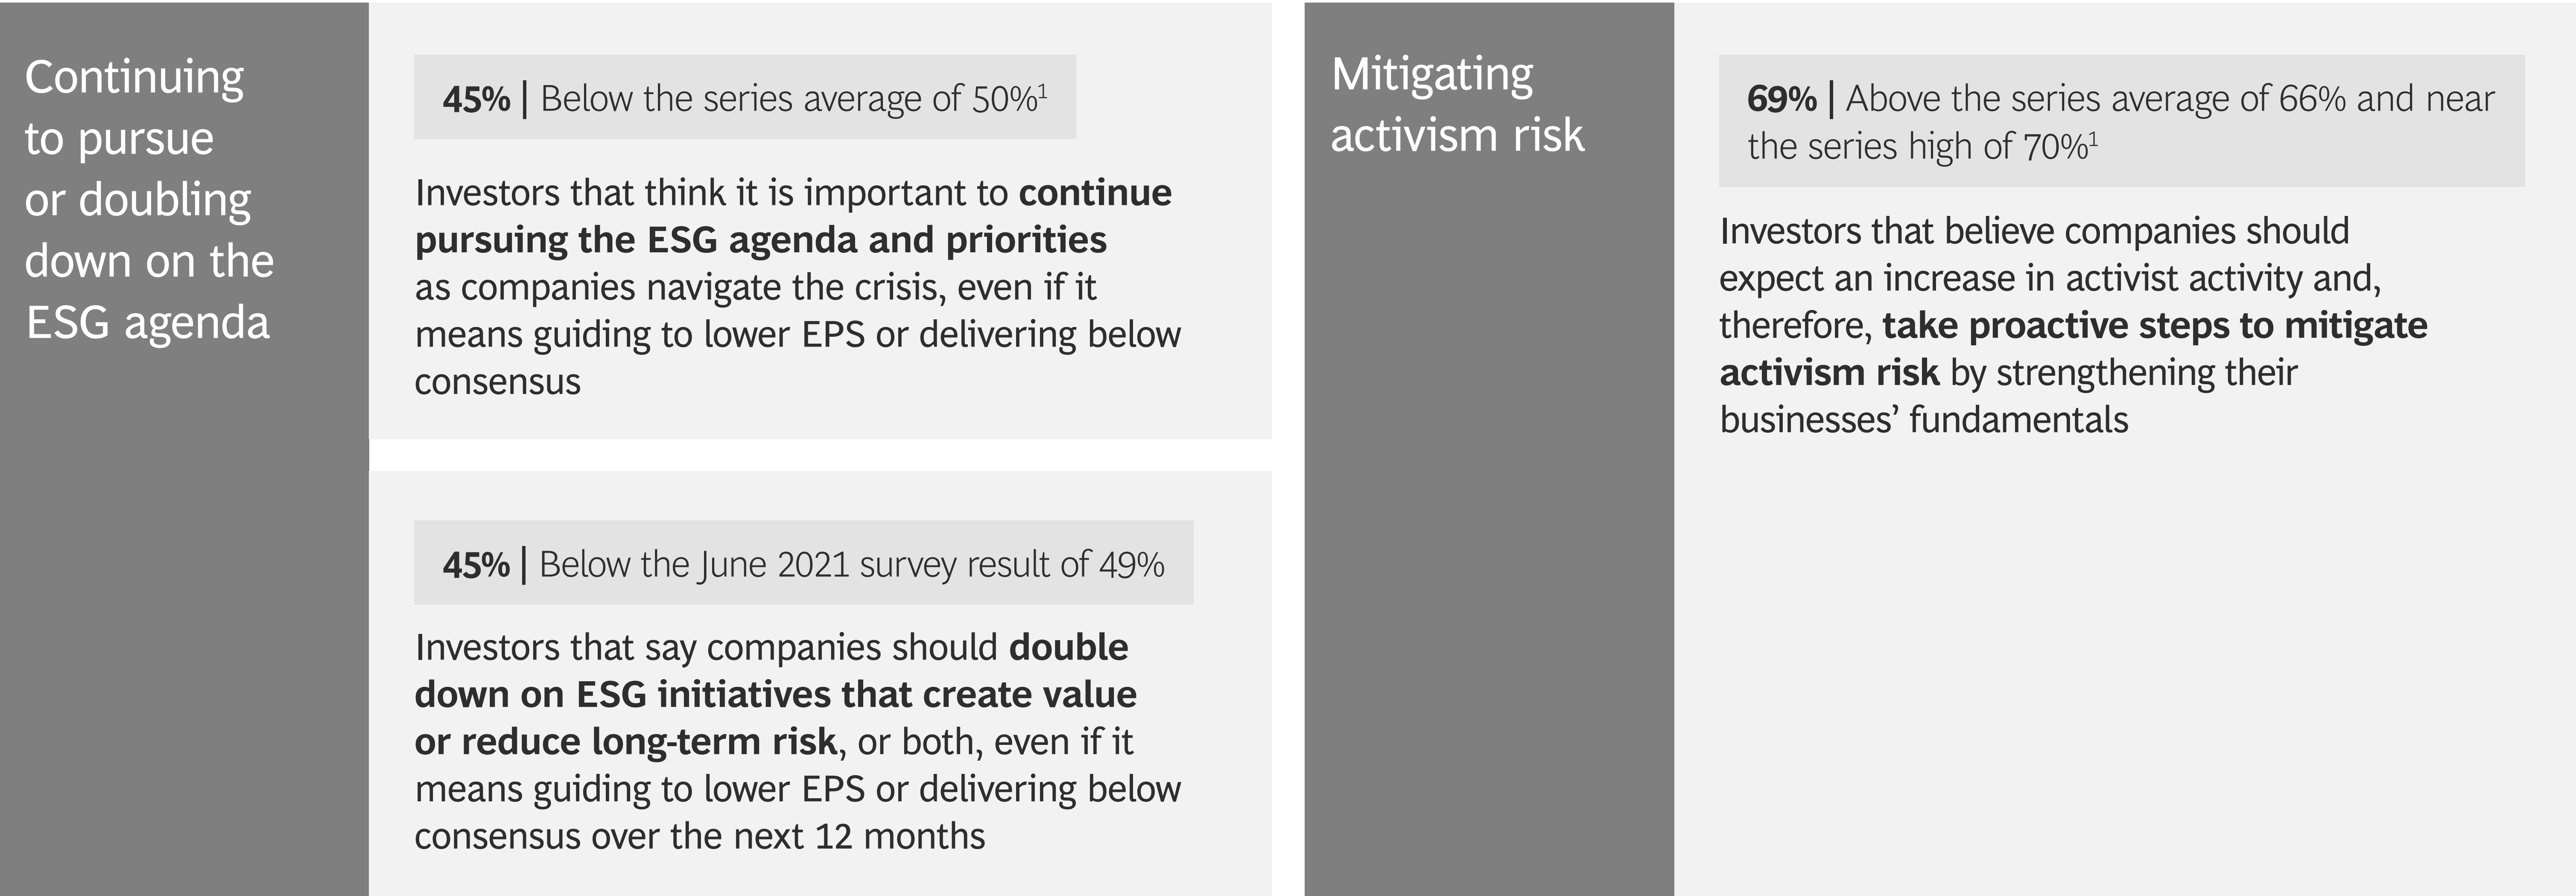 Continuing
to pursue
or doubling
down on the
ESG agenda
45% | Below the series average of 50%¹
Investors that think it is important to continue
pursuing the ESG agenda and priorities
as companies navigate the crisis, even if it
means guiding to lower EPS or delivering below
consensus
45% | Below the June 2021 survey result of 49%
Investors that say companies should double
down on ESG initiatives that create value
or reduce long-term risk, or both, even if it
means guiding to lower EPS or delivering below
consensus over the next 12 months
Mitigating
activism risk
69% | Above the series average of 66% and near
the series high of 70%¹
Investors that believe companies should
expect an increase in activist activity and,
therefore, take proactive steps to mitigate
activism risk by strengthening their
businesses’ fundamentals